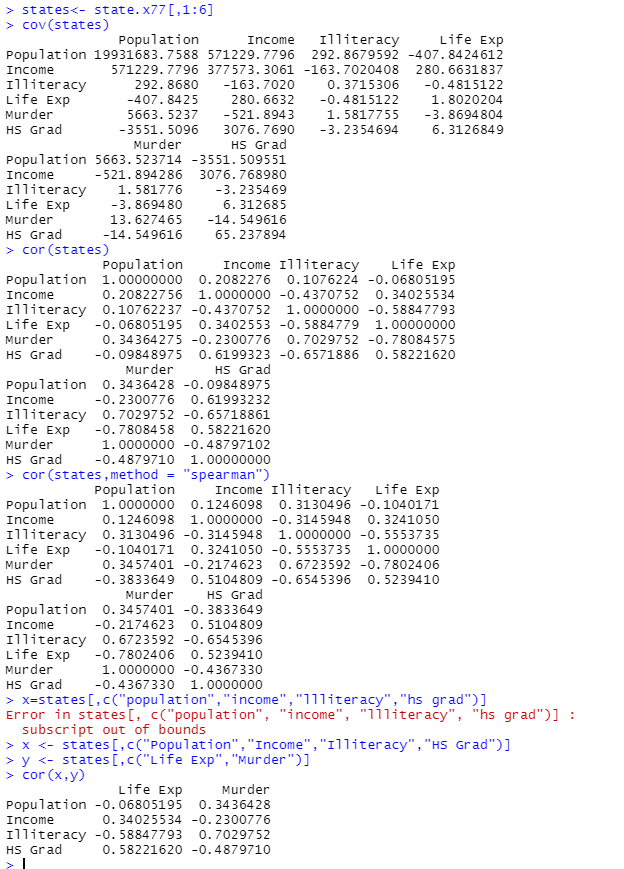 > states<- state.x77[,1:6]
> cov(states)
              Population      Income   Illiteracy    Life Exp
Population 19931683.7588 571229.7796  292.8679592 -407.8424612
Income       571229.7796 377573.3061 -163.7020408  280.6631837
Illiteracy      292.8680   -163.7020    0.3715306   -0.4815122
Life Exp       -407.8425    280.6632   -0.4815122    1.8020204
Murder         5663.5237   -521.8943    1.5817755   -3.8694804
HS Grad       -3551.5096   3076.7690   -3.2354694    6.3126849
                Murder      HS Grad
Population 5663.523714 -3551.509551
Income     -521.894286  3076.768980
Illiteracy    1.581776    -3.235469
Life Exp     -3.869480     6.312685
Murder       13.627465   -14.549616
HS Grad     -14.549616    65.237894
> cor(states)
            Population     Income Illiteracy    Life Exp
Population  1.00000000  0.2082276  0.1076224 -0.06805195
Income      0.20822756  1.0000000 -0.4370752  0.34025534
Illiteracy  0.10762237 -0.4370752  1.0000000 -0.58847793
Life Exp   -0.06805195  0.3402553 -0.5884779  1.00000000
Murder      0.34364275 -0.2300776  0.7029752 -0.78084575
HS Grad    -0.09848975  0.6199323 -0.6571886  0.58221620
               Murder     HS Grad
Population  0.3436428 -0.09848975
Income     -0.2300776  0.61993232
Illiteracy  0.7029752 -0.65718861
Life Exp   -0.7808458  0.58221620
Murder      1.0000000 -0.48797102
HS Grad    -0.4879710  1.00000000
> cor(states,method = "spearman")
           Population     Income Illiteracy   Life Exp
Population  1.0000000  0.1246098  0.3130496 -0.1040171
Income      0.1246098  1.0000000 -0.3145948  0.3241050
Illiteracy  0.3130496 -0.3145948  1.0000000 -0.5553735
Life Exp   -0.1040171  0.3241050 -0.5553735  1.0000000
Murder      0.3457401 -0.2174623  0.6723592 -0.7802406
HS Grad    -0.3833649  0.5104809 -0.6545396  0.5239410
               Murder    HS Grad
Population  0.3457401 -0.3833649
Income     -0.2174623  0.5104809
Illiteracy  0.6723592 -0.6545396
Life Exp   -0.7802406  0.5239410
Murder      1.0000000 -0.4367330
HS Grad    -0.4367330  1.0000000
> x=states[,c("population","income","llliteracy","hs grad")]
Error in states[, c("population", "income", "llliteracy", "hs grad")] :
  subscript out of bounds
> x <- states[,c("Population","Income","Illiteracy","HS Grad")]
> y <- states[,c("Life Exp","Murder")]
> cor(x,y)
              Life Exp     Murder
Population -0.06805195  0.3436428
Income      0.34025534 -0.2300776
Illiteracy -0.58847793  0.7029752
HS Grad     0.58221620 -0.4879710
>